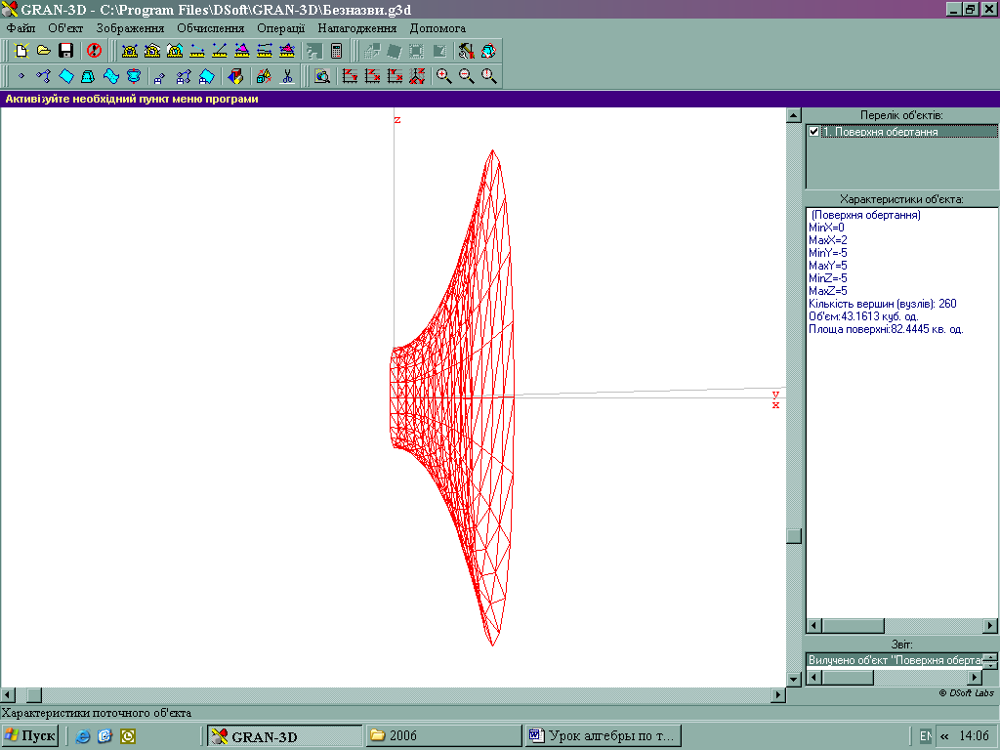 GRAN-3D - C:\Program Files\DSoft\GRAN-3D\Безназви.g3d
Файл Об'єкт Зображення Обчислення Операції Налагодження Допомога
Активізуйте необхідний пункт меню програми
z
y
x
Перелік об'єктів:
1. Поверхня обертання
Характеристики об'єкта:
(Поверхня обертання)
MinX=0
MaxX=2
MinY=-5
MaxY=5
MinZ=-5
MaxZ=5
Кількість вершин (вузлів): 260
Об'єм:43.1613 куб. од.
Площа поверхні:82.4445 кв. од.
Звіт:
Вилучено об'єкт "Поверхня оберта
© DSoft Labs
Характеристики поточного об'єкта
Пуск GRAN-3D 2006 Урок алгебры по т... EN « 14:06